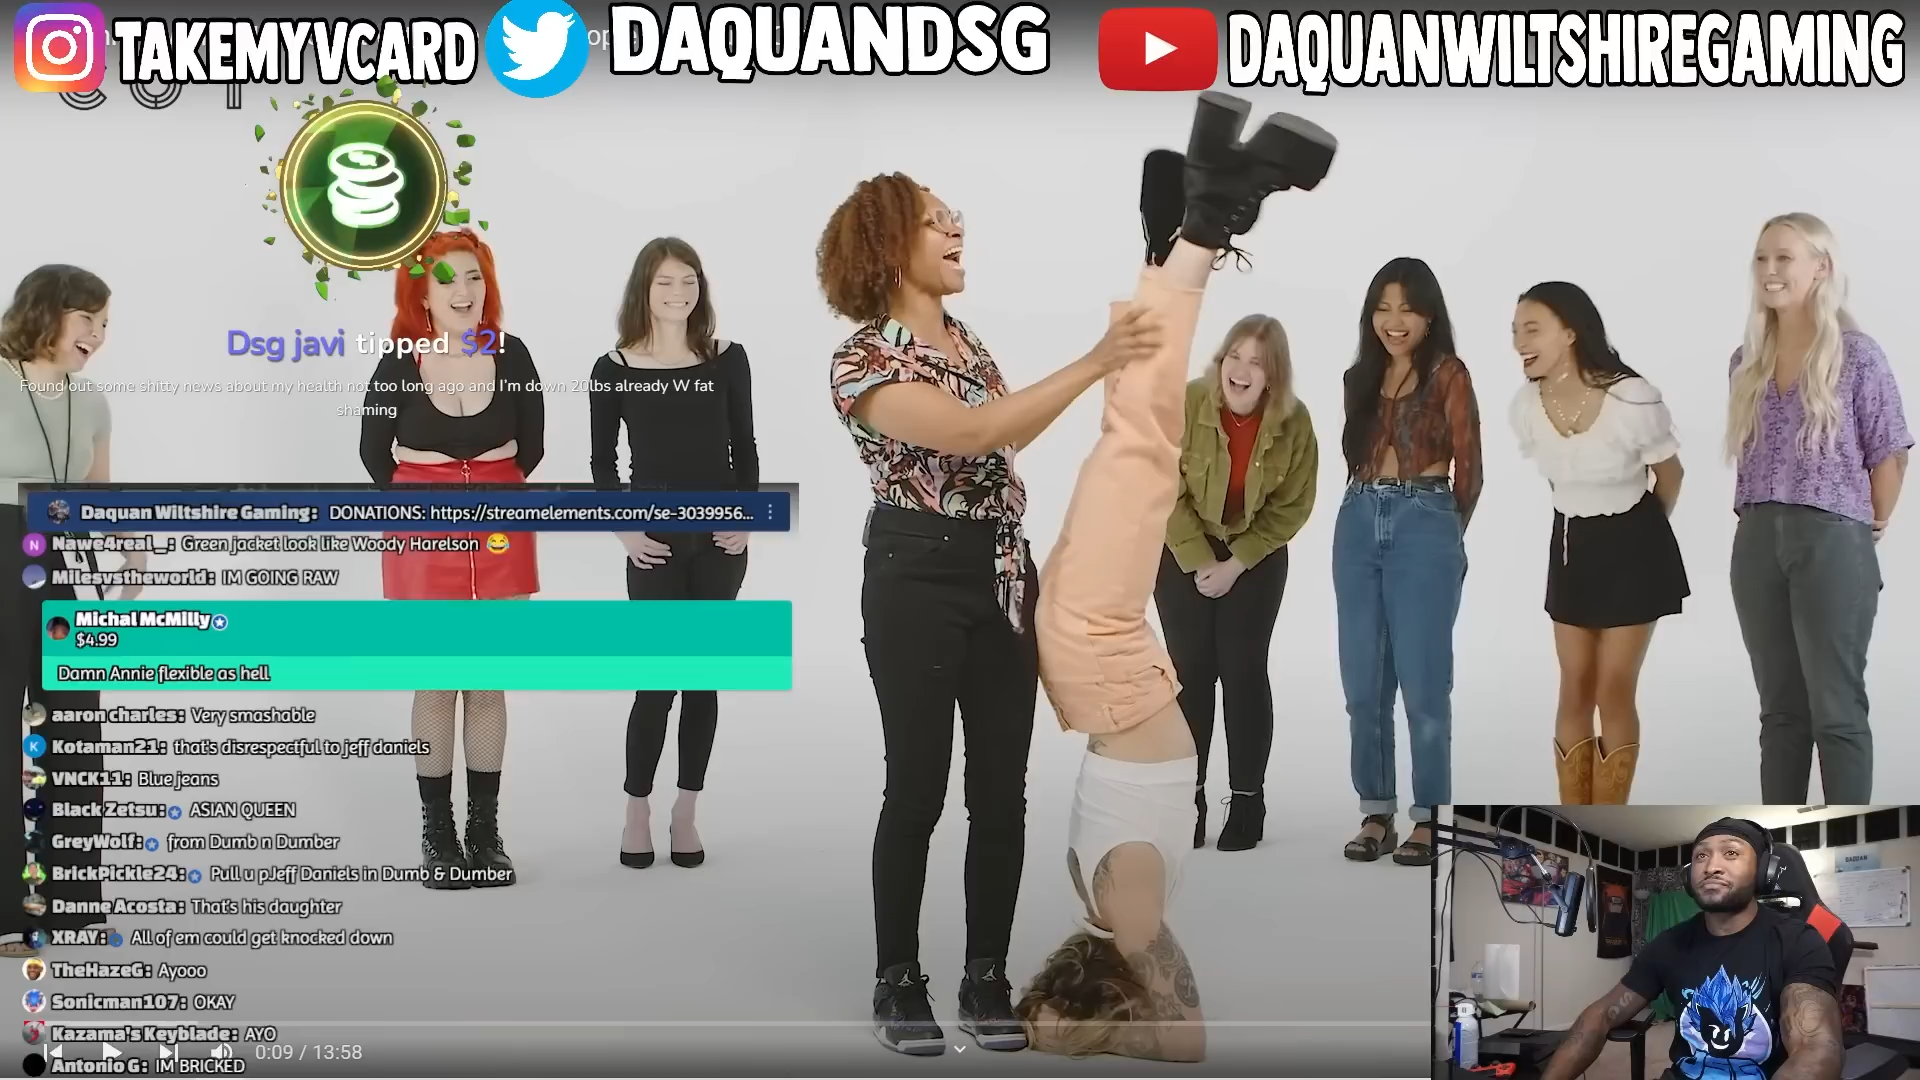 TAKEMYVCARD
DAQUANDSG
DAQUANWILTSHIREGAMING
CUT
Dsg javi tipped $2!
Found out some shitty news about my health not too long ago and I'm down 20lbs already W fat
shaming
Daquan Wiltshire Gaming: DONATIONS: https://streamelements.com/se-3039956...
Nawe4real_: Green jacket look like Woody Harelson 😂
Milesvstheworld: IM GOING RAW
Michal McMilly
$4.99
Damn Annie flexible as hell
aaron charles: Very smashable
Kotaman21: that's disrespectful to jeff daniels
VNCK11: Blue jeans
Black Zetsu: ASIAN QUEEN
GreyWolf: from Dumb n Dumber
BrickPickle24: Pull u pJeff Daniels in Dumb & Dumber
Danne Acosta: That's his daughter
XRAY: All of em could get knocked down
TheHazeG: Ayooo
Sonicman107: OKAY
Kazama's Keyblade: AYO
0:09 / 13:58
Antonio G: IM BRICKED
DAQUAN